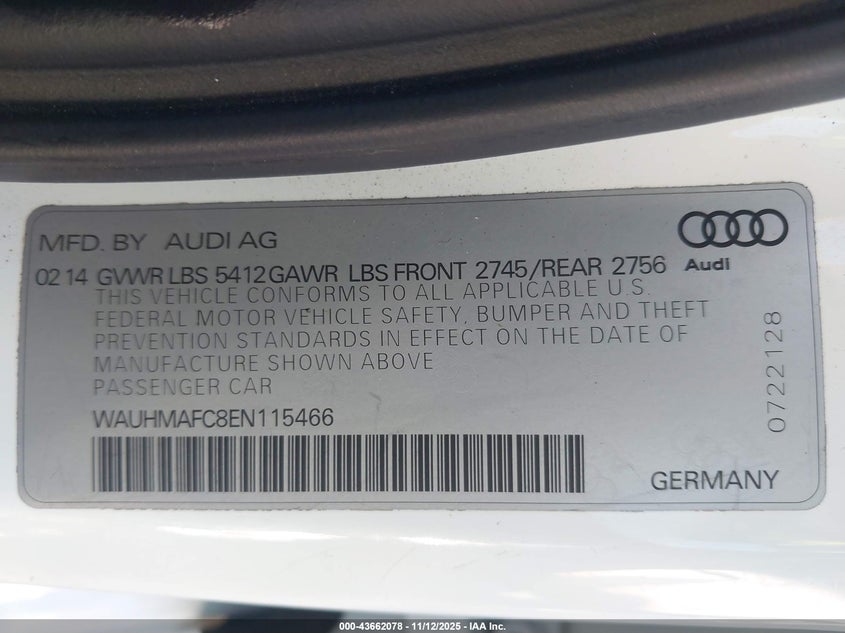 MFD. BY AUDI AG
02 14 GVWR LBS 5412 GAWR LBS FRONT 2745/REAR 2756
Audi
THIS VEHICLE CONFORMS TO ALL APPLICABLE U.S.
FEDERAL MOTOR VEHICLE SAFETY, BUMPER AND THEFT
PREVENTION STANDARDS IN EFFECT ON THE DATE OF
MANUFACTURE SHOWN ABOVE
PASSENGER CAR
0722128
WAUHMAFC8EN115466
GERMANY
000-43662078 - 11/12/2025 - IAA Inc.